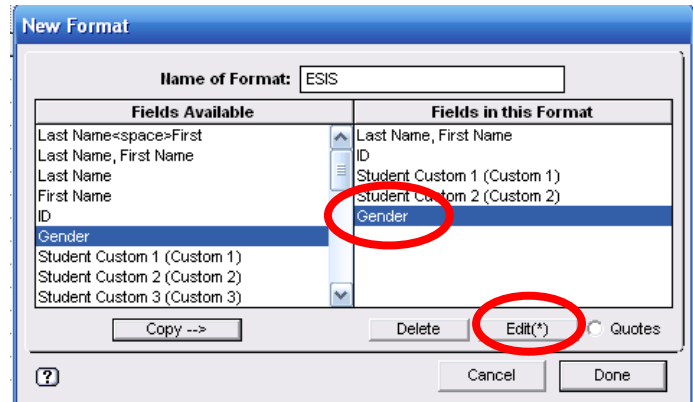 New Format
Name of Format: ESIS
Fields Available
Last Name<space>First
Last Name, First Name
Last Name
First Name
ID
Gender
Student Custom 1 (Custom 1)
Student Custom 2 (Custom 2)
Student Custom 3 (Custom 3)
Fields in this Format
Last Name, First Name
ID
Student Custom 1 (Custom 1)
Student Custom 2 (Custom 2)
Gender
Copy -->
Delete
Edit(*)
Quotes
?
Cancel
Done